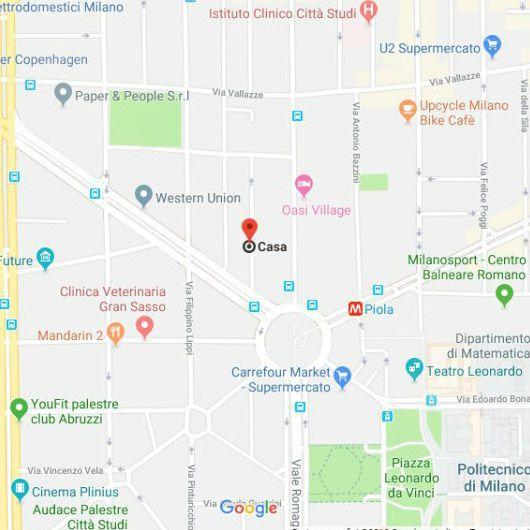 ettrodomestici Milano
Istituto Clinico Città Studi
U2 Supermercato
er Copenhagen
Via Vallazze
Via Vallazze
Paper & People S.r.l
Upcycle Milano
Bike Cafè
Via Antonio Bazzini
Via della Sila
Via Felice Poggi
Western Union
Oasi Village
Casa
Future
Milanosport - Centro
Balneare Romano
Clinica Veterinaria
Gran Sasso
Via Filippino Lippi
M Piola
Mandarin 2
Dipartimento
di Matematica
Carrefour Market
- Supermercato
Teatro Leonardo
Via Edoardo Bona
YouFit palestre
club Abruzzi
Viale Romag
Piazza
Leonardo
da Vinci
Politecnico
di Milano
Via Vincenzo Vela
Via Pinturicchio
Cinema Plinius
Audace Palestre
Città Studi
Google